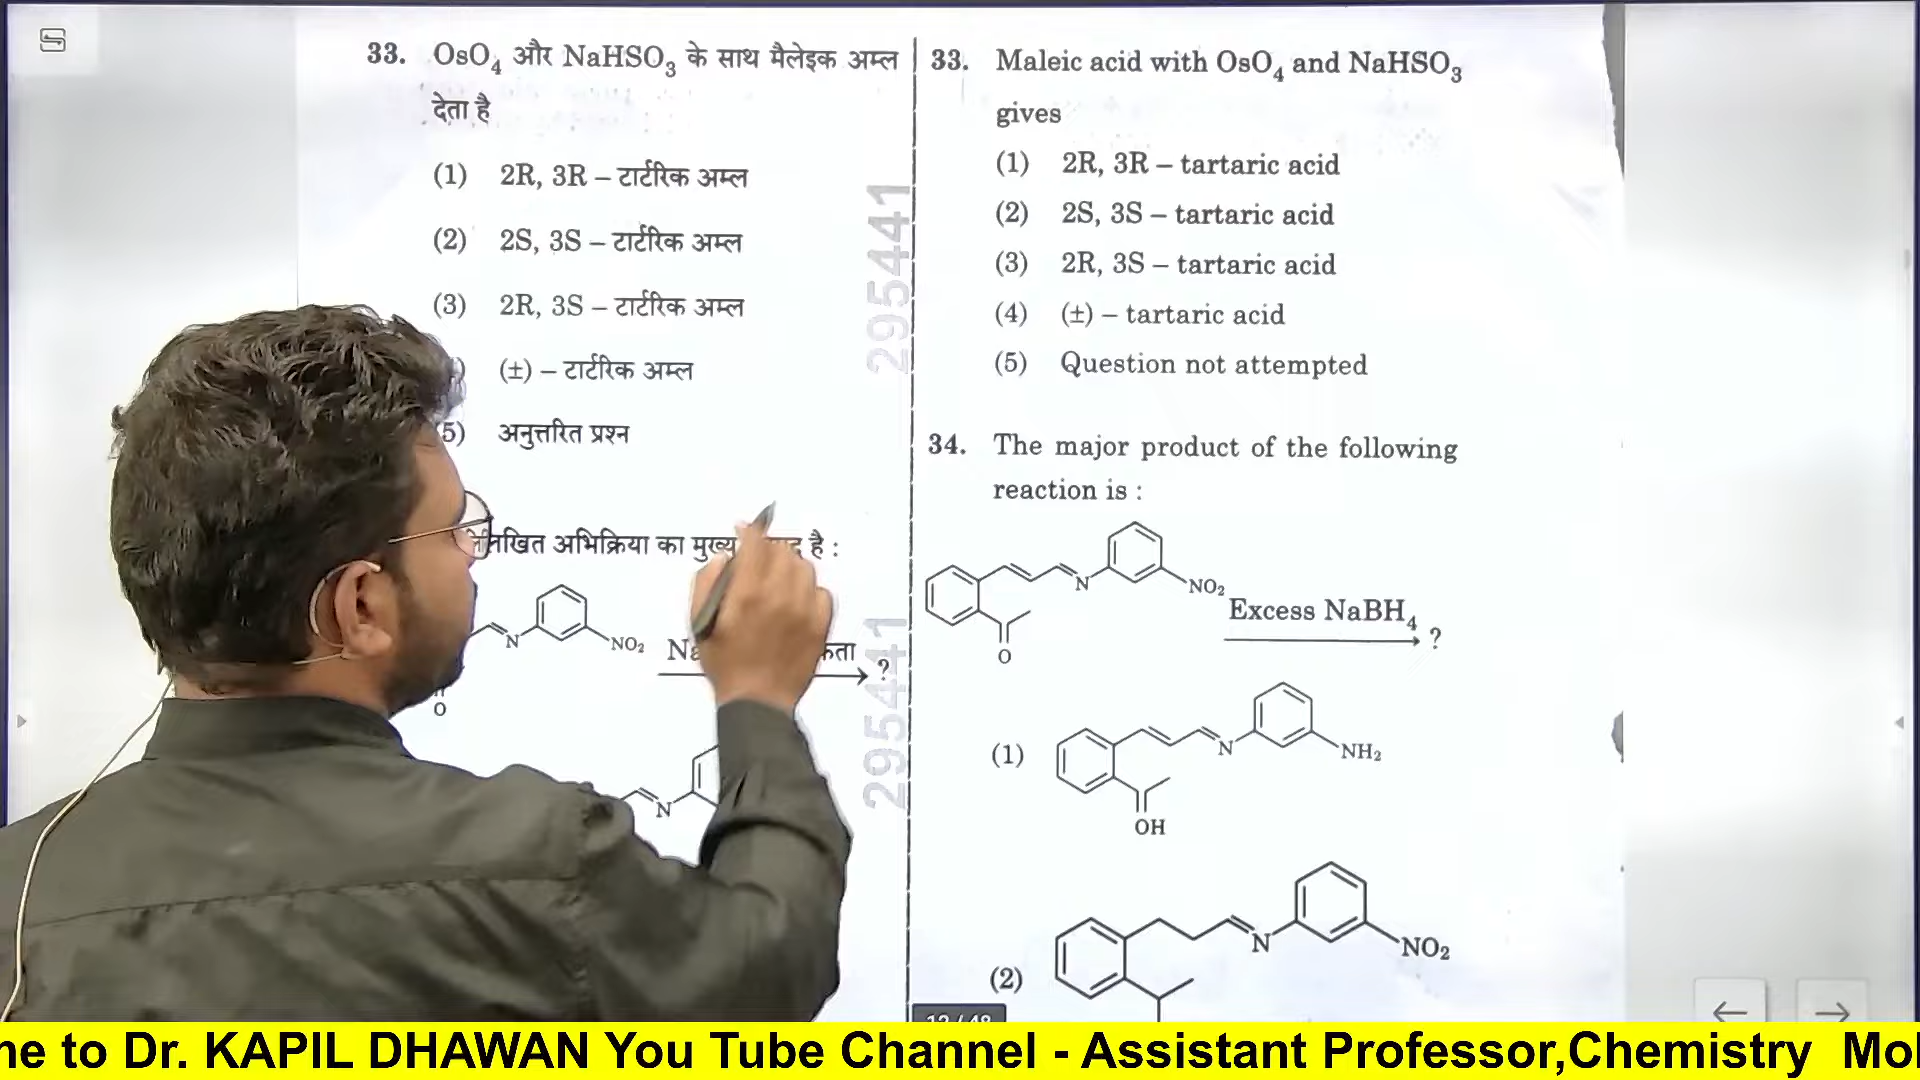 33. OsO4 और NaHSO3 के साथ मैलेइक अम्ल
देता है
(1) 2R, 3R – टार्टरिक अम्ल
(2) 2S, 3S – टार्टरिक अम्ल
(3) 2R, 3S – टार्टरिक अम्ल
(±) – टार्टरिक अम्ल
5) अनुत्तरित प्रश्न
अभिक्रिया का मुख्य है :
N
NO2
?
O
N
295441
295441
33. Maleic acid with OsO4 and NaHSO3
gives
(1) 2R, 3R – tartaric acid
(2) 2S, 3S – tartaric acid
(3) 2R, 3S – tartaric acid
(4) (±) – tartaric acid
(5) Question not attempted
34. The major product of the following
reaction is :
N
NO2
O
Excess NaBH4
?
(1)
N
NH2
OH
(2)
N
NO2
ne to Dr. KAPIL DHAWAN You Tube Channel - Assistant Professor,Chemistry Mol